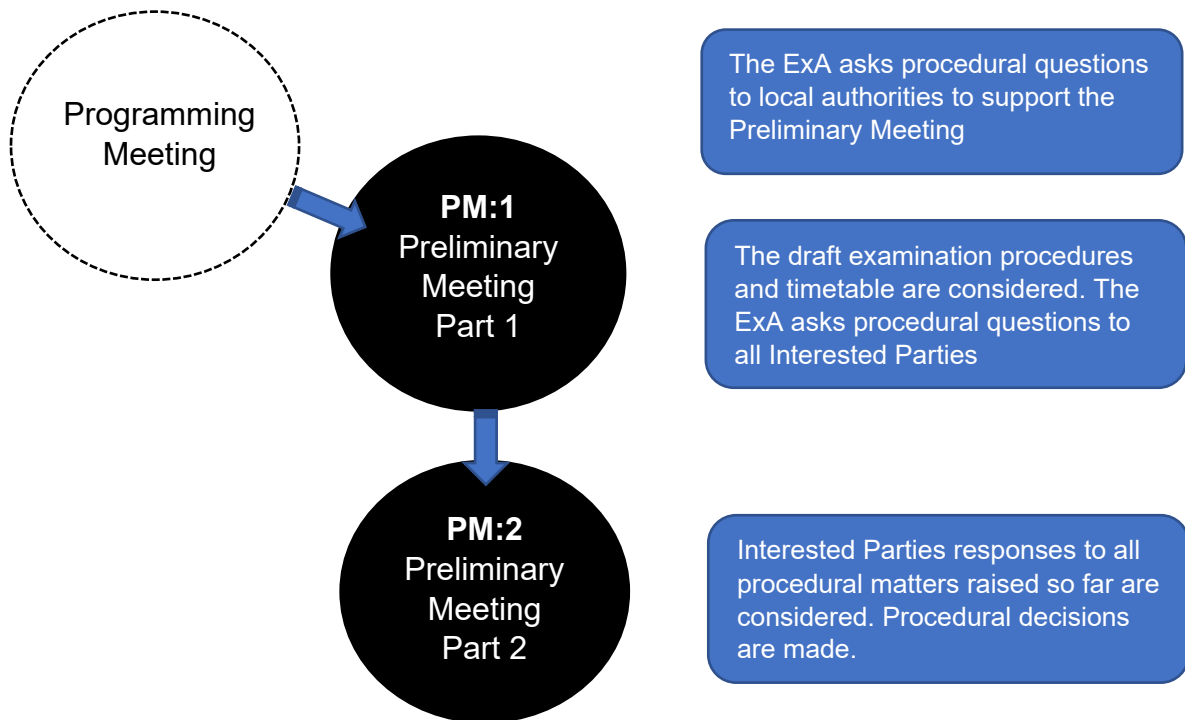 Programming
Meeting
The ExA asks procedural questions
to local authorities to support the
Preliminary Meeting
PM:1
Preliminary
Meeting
Part 1
The draft examination procedures
and timetable are considered. The
ExA asks procedural questions to
all Interested Parties
PM:2
Preliminary
Meeting
Part 2
Interested Parties responses to all
procedural matters raised so far are
considered. Procedural decisions
are made.